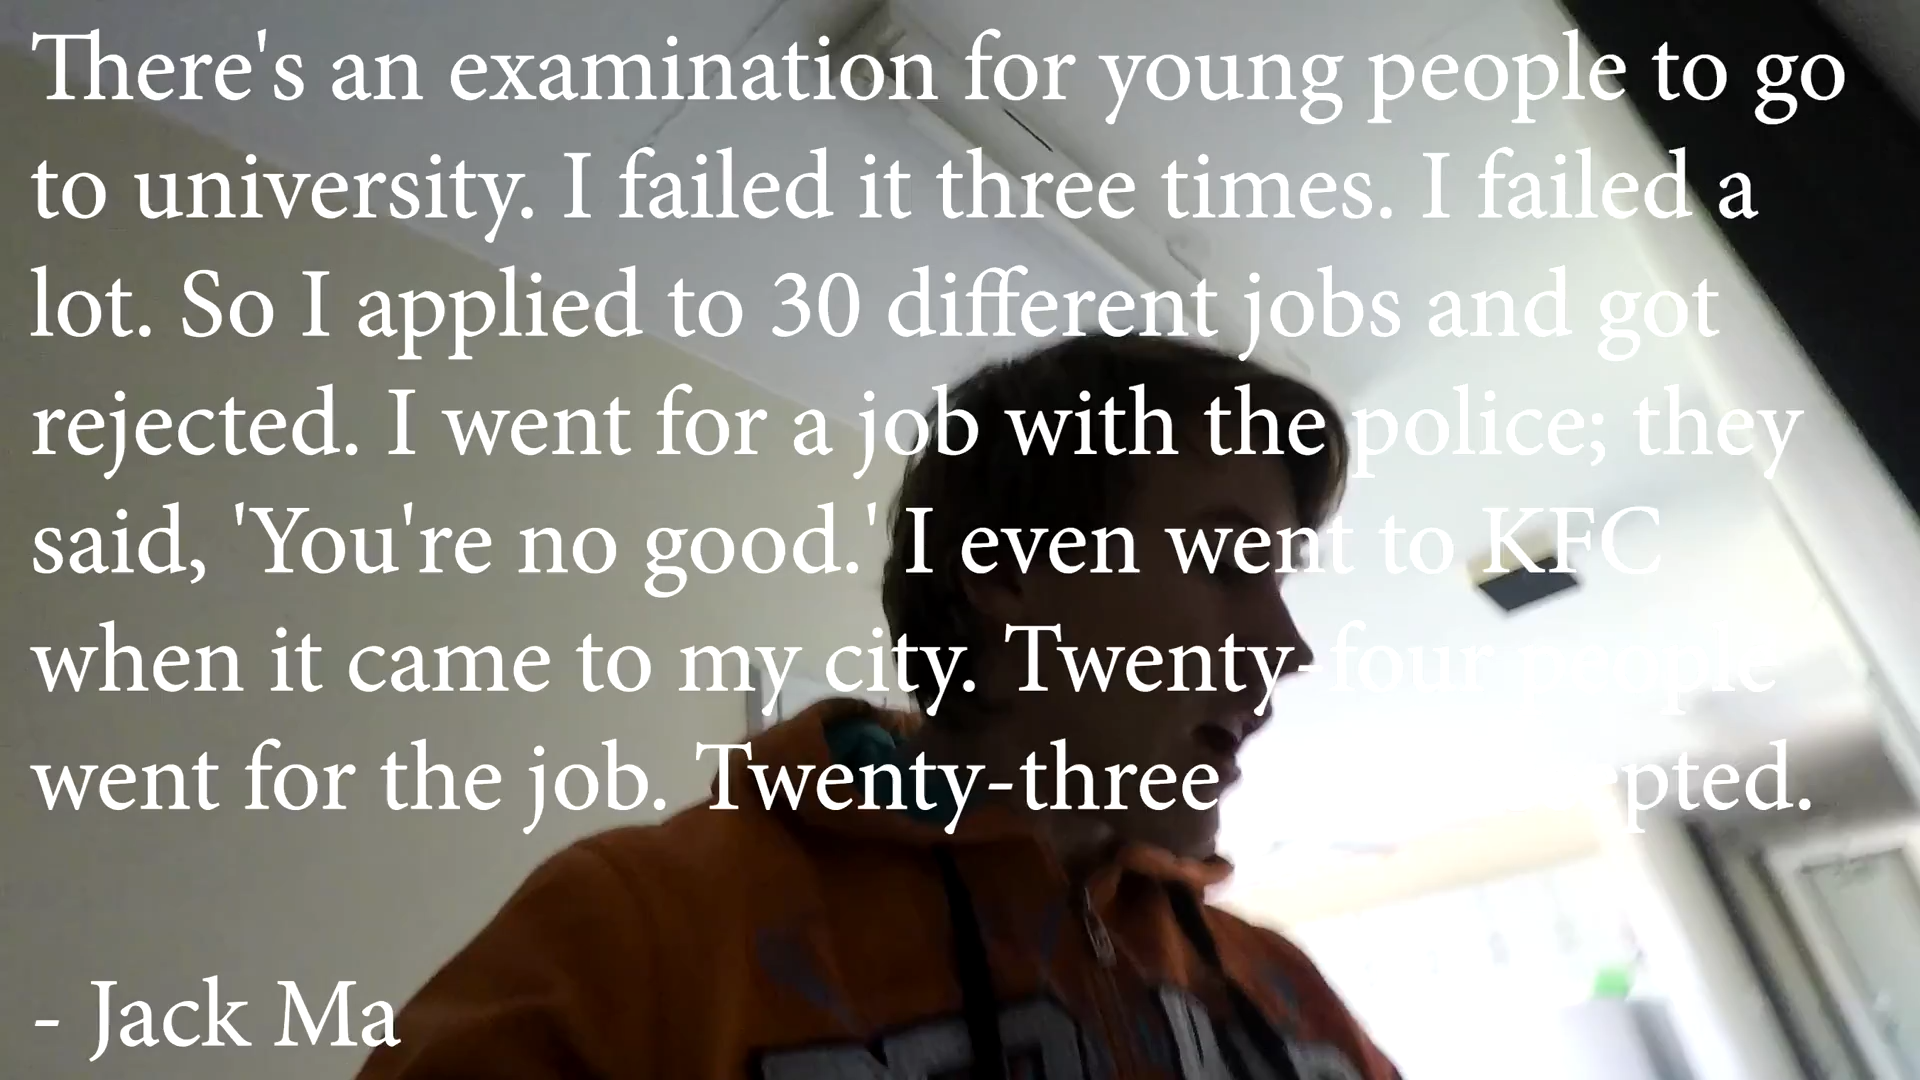 There's an examination for young people to go
to university. I failed it three times. I failed a
lot. So I applied to 30 different jobs and got
rejected. I went for a job with the police; they
said, 'You're no good.' I even went to KFC
when it came to my city. Twenty-four people
went for the job. Twenty-three
- Jack Ma